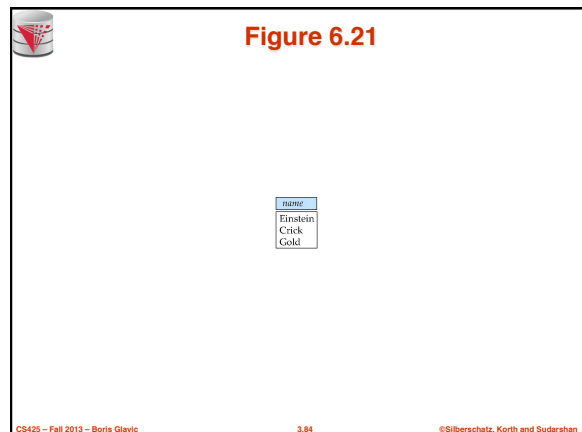 Figure 6.21
name
Einstein
Crick
Gold
CS425 – Fall 2013 – Boris Glavic
3.84
©Silberschatz, Korth and Sudarshan